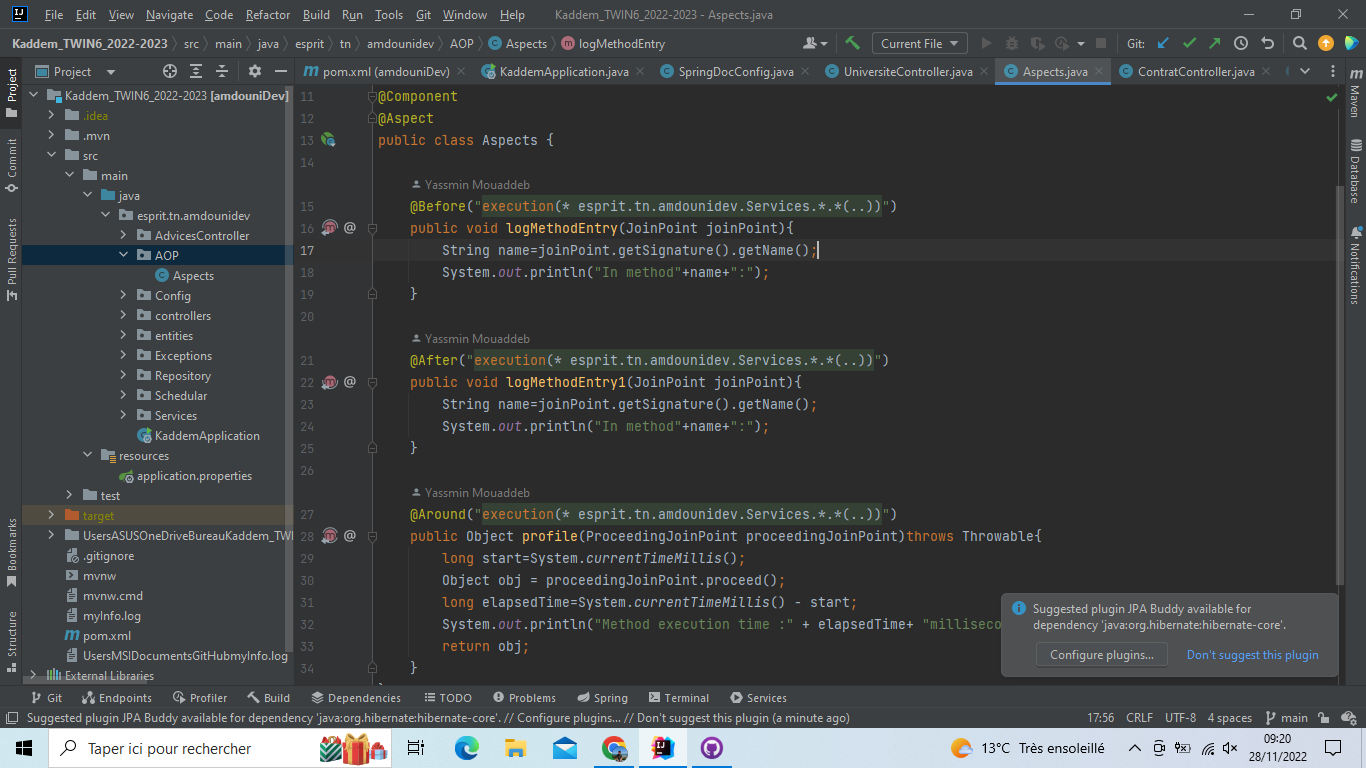 File Edit View Navigate Code Refactor Build Run Tools Git Window Help Kaddem_TWIN6_2022-2023 - Aspects.java
Kaddem_TWIN6_2022-2023 src main java esprit tn amdounidev AOP Aspects logMethodEntry Current File Git:
Project pom.xml (amdouniDev) KaddemApplication.java SpringDocConfig.java UniversiteController.java Aspects.java ContratController.java
Project
Commit
Pull Requests
Bookmarks
Structure
Kaddem_TWIN6_2022-2023 [amdouniDev]
.idea
.mvn
src
main
java
esprit.tn.amdounidev
AdvicesController
AOP
Aspects
Config
controllers
entities
Exceptions
Repository
Schedular
Services
KaddemApplication
resources
application.properties
test
target
UsersASUSOneDriveBureauKaddem_TWI
.gitignore
mvnw
mvnw.cmd
myInfo.log
pom.xml
UsersMSIDocumentsGitHubmyInfo.log
External Libraries
11 @Component
12 @Aspect
13 public class Aspects {
14
Yassmin Mouaddeb
15 @Before("execution(* esprit.tn.amdounidev.Services.*.*(..))")
16 @ public void logMethodEntry(JoinPoint joinPoint){
17 String name=joinPoint.getSignature().getName();
18 System.out.println("In method"+name+":");
19 }
20
Yassmin Mouaddeb
21 @After("execution(* esprit.tn.amdounidev.Services.*.*(..))")
22 @ public void logMethodEntry1(JoinPoint joinPoint){
23 String name=joinPoint.getSignature().getName();
24 System.out.println("In method"+name+":");
25 }
26
Yassmin Mouaddeb
27 @Around("execution(* esprit.tn.amdounidev.Services.*.*(..))")
28 @ public Object profile(ProceedingJoinPoint proceedingJoinPoint)throws Throwable{
29 long start=System.currentTimeMillis();
30 Object obj = proceedingJoinPoint.proceed();
31 long elapsedTime=System.currentTimeMillis() - start;
32 System.out.println("Method execution time :" + elapsedTime+ "milliseco
33 return obj;
34 }
Maven
Database
Notifications
Suggested plugin JPA Buddy available for
dependency 'java:org.hibernate:hibernate-core'.
Configure plugins... Don't suggest this plugin
Git Endpoints Profiler Build Dependencies TODO Problems Spring Terminal Services
Suggested plugin JPA Buddy available for dependency 'java:org.hibernate:hibernate-core'. // Configure plugins... // Don't suggest this plugin (a minute ago) 17:56 CRLF UTF-8 4 spaces main
Taper ici pour rechercher 13°C Très ensoleillé 09:20
28/11/2022